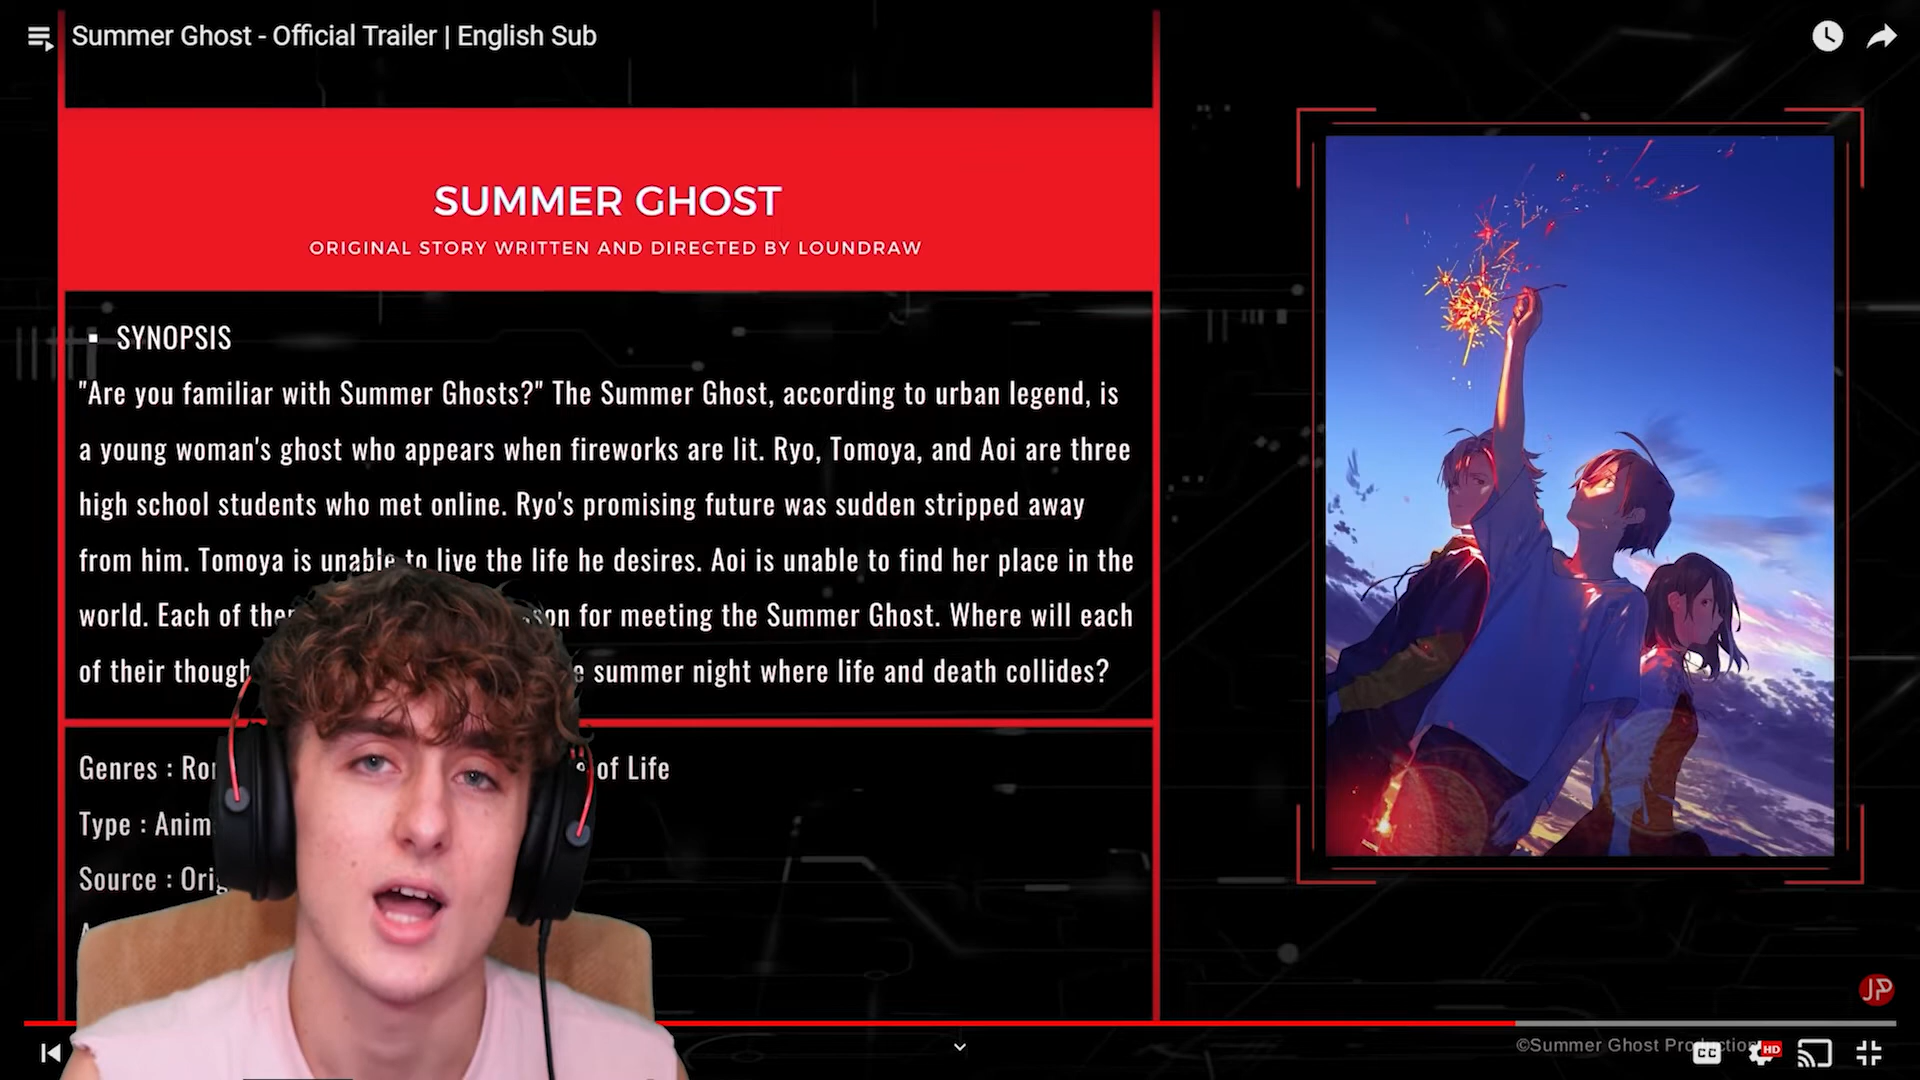 Summer Ghost - Official Trailer | English Sub
SUMMER GHOST
ORIGINAL STORY WRITTEN AND DIRECTED BY LOUNDRAW
SYNOPSIS
"Are you familiar with Summer Ghosts?" The Summer Ghost, according to urban legend, is
a young woman's ghost who appears when fireworks are lit. Ryo, Tomoya, and Aoi are three
high school students who met online. Ryo's promising future was sudden stripped away
from him. Tomoya is unable to live the life he desires. Aoi is unable to find her place in the
world. Each of for meeting the Summer Ghost. Where will each
of their summer night where life and death collides?
Genres : of Life
Type :
Source :
JP
©Summer Ghost
CC
HD